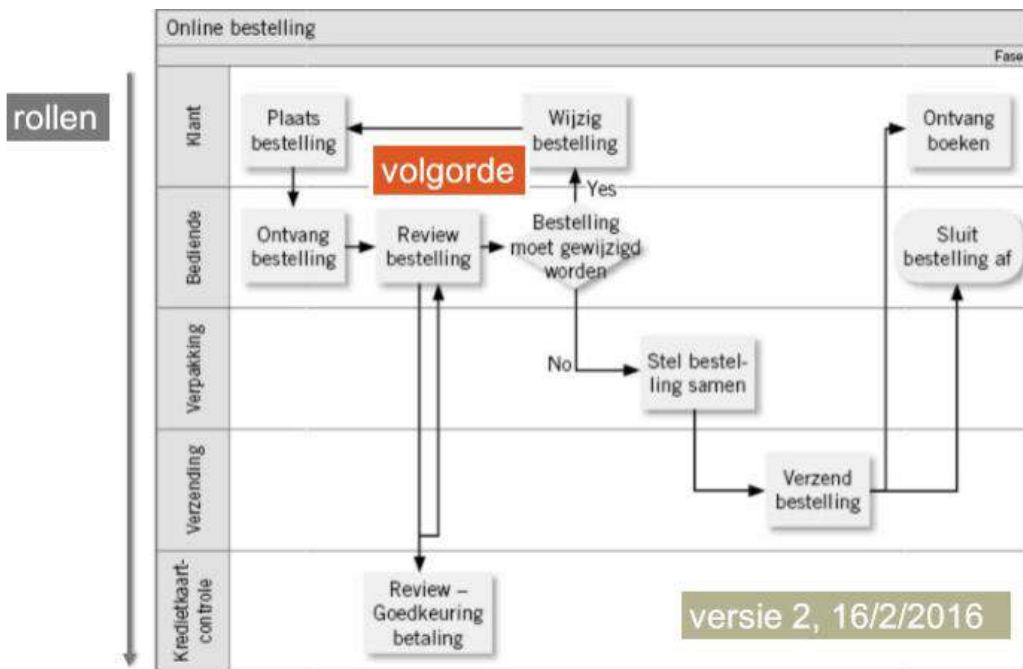 Online bestelling
Fase
rollen
Klant
Plaats
bestelling
Wijzig
bestelling
Ontvang
boeken
volgorde
Yes
Bediende
Ontvang
bestelling
Review
bestelling
Bestelling
moet gewijzigd
worden
Sluit
bestelling af
Verpakking
No
Stel bestel-
ling samen
Verzending
Verzend
bestelling
Kredietkaart-
controle
Review –
Goedkeuring
betaling
versie 2, 16/2/2016